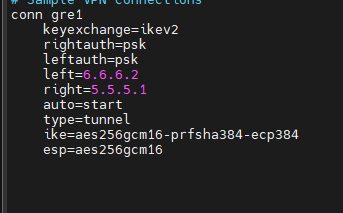 # Sample VPN connections
conn gre1
    keyexchange=ikev2
    rightauth=psk
    leftauth=psk
    left=6.6.6.2
    right=5.5.5.1
    auto=start
    type=tunnel
    ike=aes256gcm16-prfsha384-ecp384
    esp=aes256gcm16